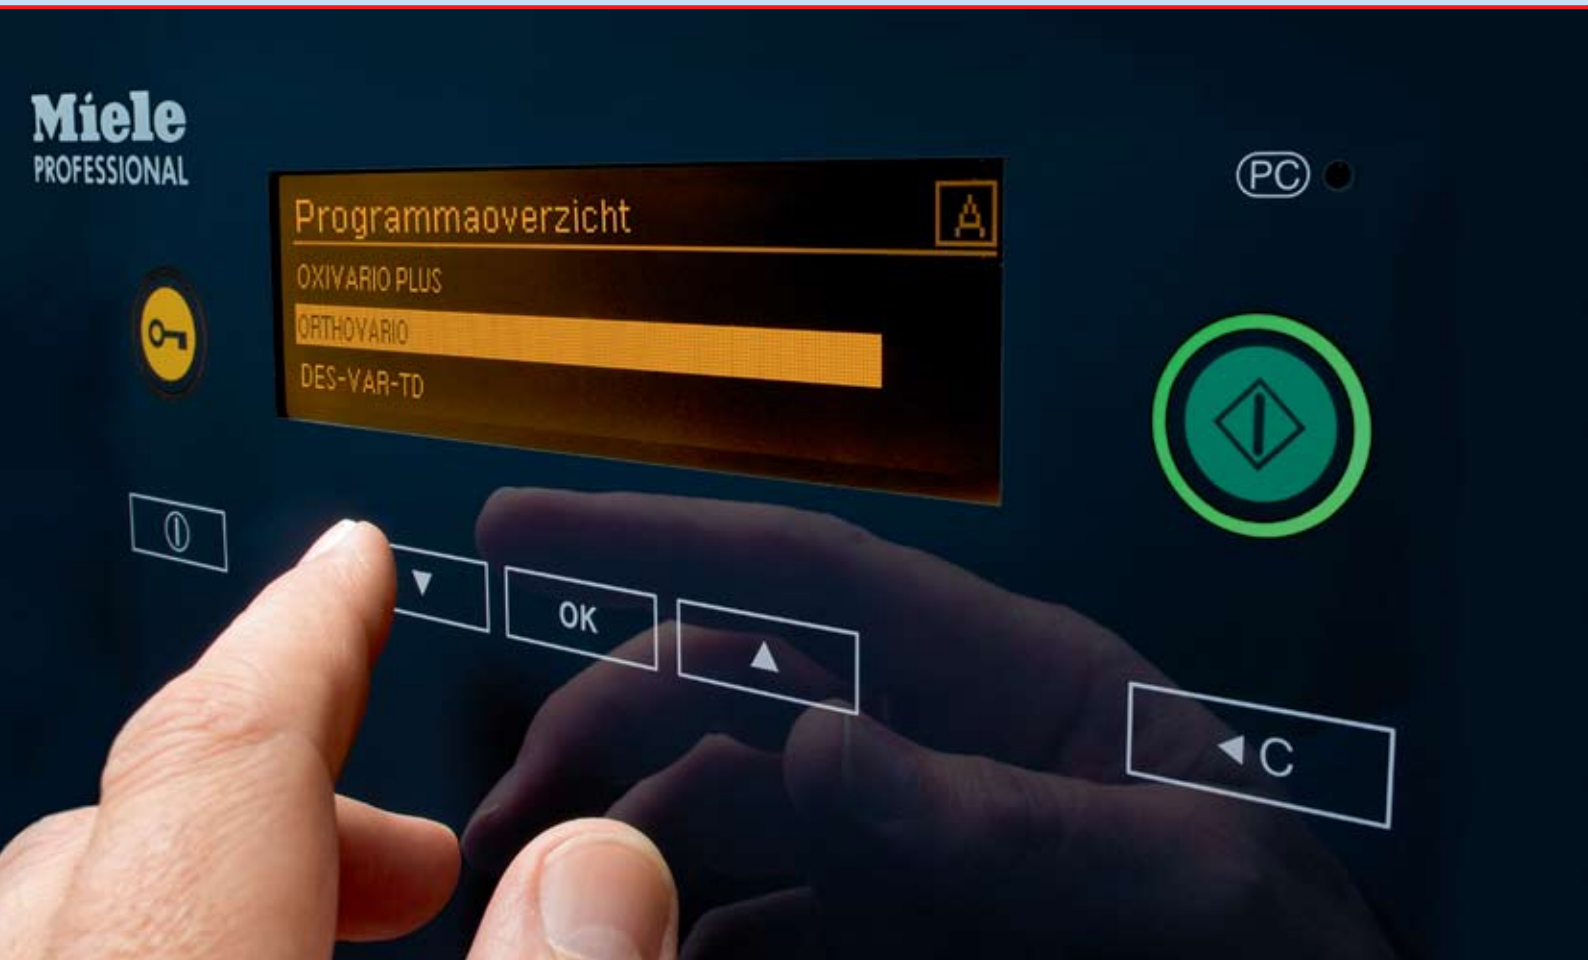 Miele
PROFESSIONAL
PC
Programmaoverzicht
A
OXIVARIO PLUS
ORTHOVARIO
DES-VAR-TD
▼
OK
▲
◄C